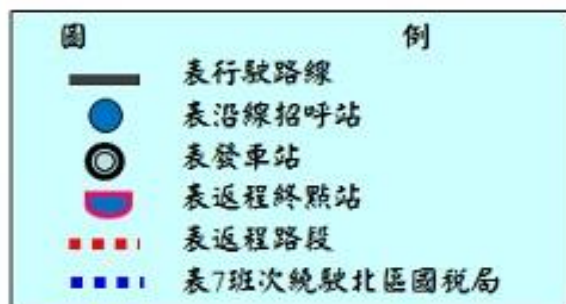 圖 例
表行駛路線
表沿線招呼站
表發車站
表返程終點站
表返程路段
表7班次繞駛北區國稅局